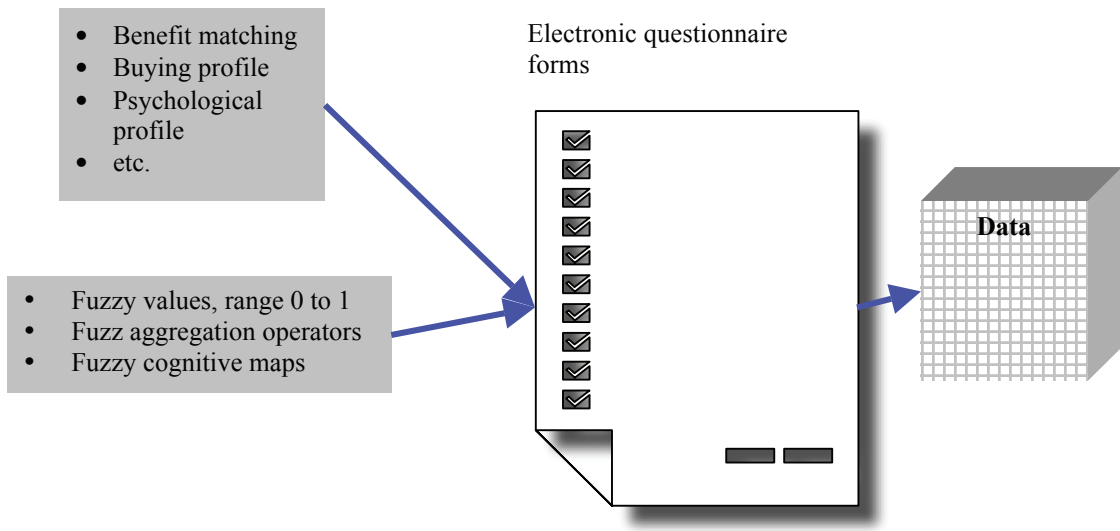 • Benefit matching
• Buying profile
• Psychological
profile
• etc.
Electronic questionnaire
forms
• Fuzzy values, range 0 to 1
• Fuzz aggregation operators
• Fuzzy cognitive maps
Data